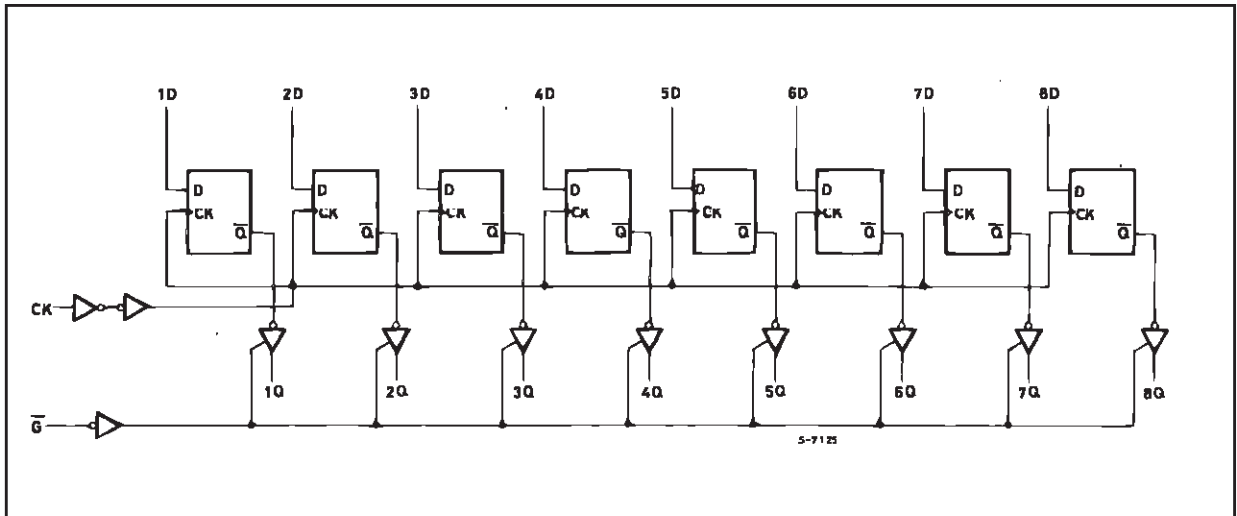 1D 2D 3D 4D 5D 6D 7D 8D
D D D D D D D D
CK CK CK CK CK CK CK CK
Q̅ Q̅ Q̅ Q̅ Q̅ Q̅ Q̅ Q̅
CK
1Q 2Q 3Q 4Q 5Q 6Q 7Q 8Q
G̅
S-7125